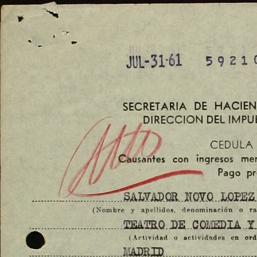 JUL-31-61 5921
SECRETARIA DE HACIEN
DIRECCION DEL IMPU
CEDULA
Causantes con ingresos me
Pago pr
SALVADOR NOVO LOPEZ
(Nombre y apellidos, denominación o ra
TEATRO DE COMEDIA Y
(Actividad o actividades en ord
MADRID